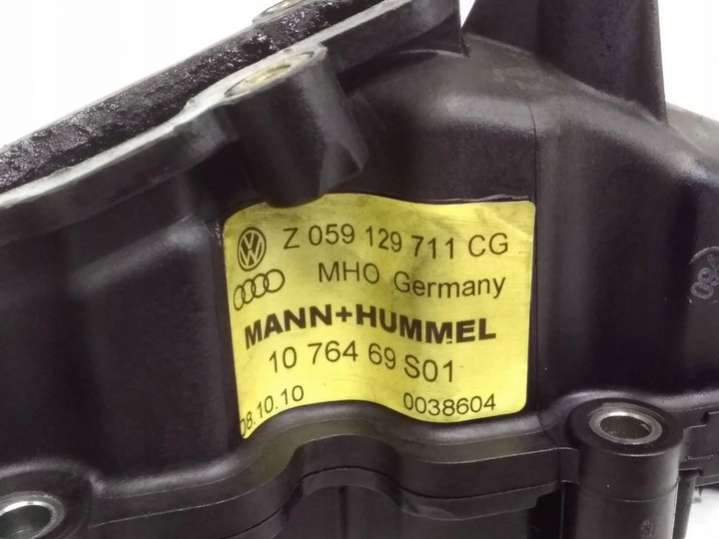 Z 059 129 711 CG
MHO Germany
MANN+HUMMEL
10 764 69 S01
08.10.10 0038604